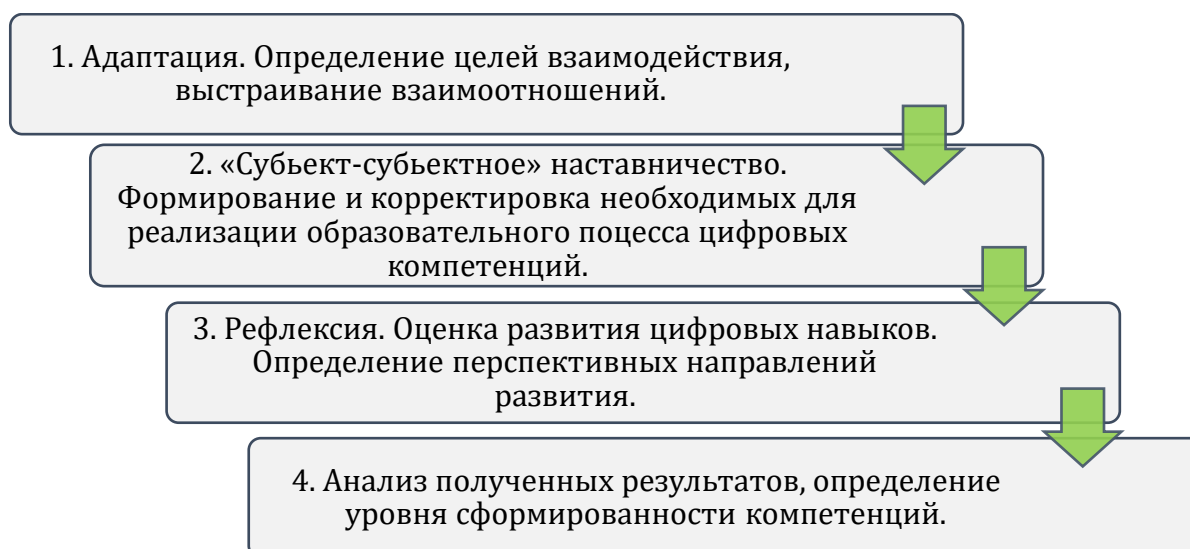 1. Адаптация. Определение целей взаимодействия,
выстраивание взаимоотношений.
2. «Субьект-субьектное» наставничество.
Формирование и корректировка необходимых для
реализации образовательного поцесса цифровых
компетенций.
3. Рефлексия. Оценка развития цифровых навыков.
Определение перспективных направлений
развития.
4. Анализ полученных результатов, определение
уровня сформированности компетенций.